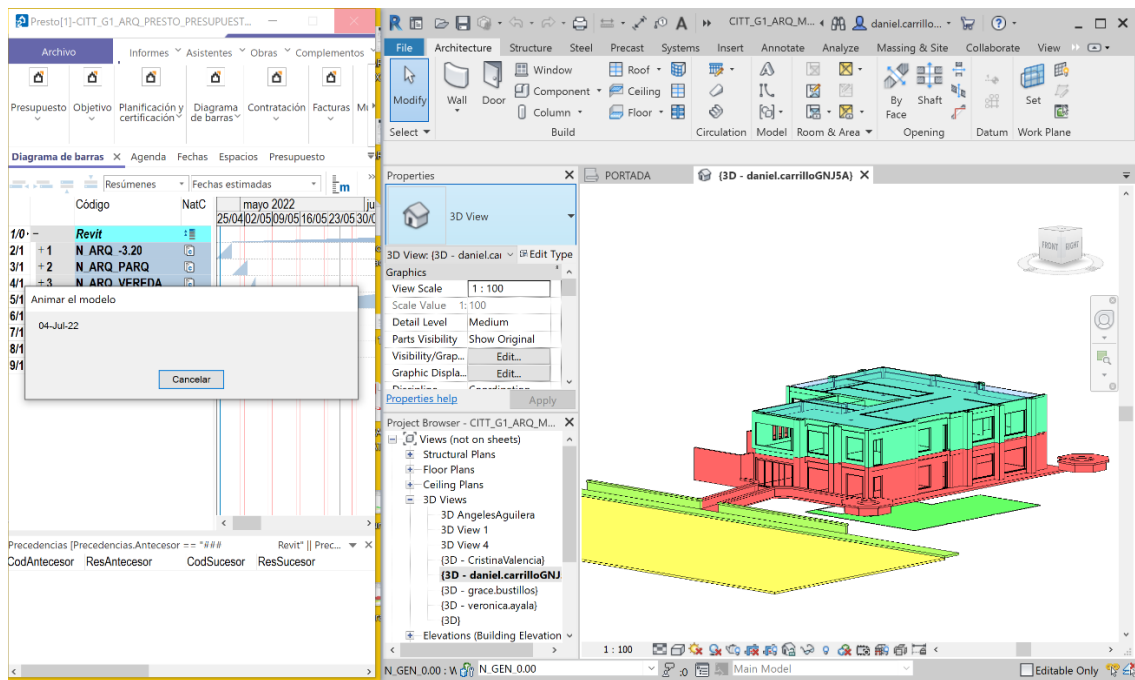 Presto[1]-CITT_G1_ARQ_PRESTO_PRESUPUEST...
Archivo Informes Asistentes Obras Complementos
Presupuesto Objetivo Planificación y certificación Diagrama de barras Contratación Facturas
Diagrama de barras X Agenda Fechas Espacios Presupuesto
Resúmenes Fechas estimadas
Código NatC mayo 2022
25/04 02/05 09/05 16/05 23/05 30/0
1/0 - Revit
2/1 +1 N_ARQ_-3.20
3/1 +2 N_ARQ_PARQ
4/1 +3 N_ARQ_VEREDA
5/1
6/1
7/1
8/1
9/1
Animar el modelo
04-Jul-22
Cancelar
Precedencias [Precedencias.Antecesor == "### Revit" || Prec...
CodAntecesor ResAntecesor CodSucesor ResSucesor
CITT_G1_ARQ_M... daniel.carrillo...
File Architecture Structure Steel Precast Systems Insert Annotate Analyze Massing & Site Collaborate View
Modify Wall Door Window Component Column Roof Ceiling Floor By Face Shaft Set
Select Build Circulation Model Room & Area Opening Datum Work Plane
Properties X
PORTADA {3D - daniel.carrilloGNJ5A} X
3D View
3D View: {3D - daniel.car Edit Type
Graphics
View Scale 1 : 100
Scale Value 1: 100
Detail Level Medium
Parts Visibility Show Original
Visibility/Grap... Edit...
Graphic Displa... Edit...
Discipline Coordination
Properties help Apply
FRONT RIGHT
Project Browser - CITT_G1_ARQ_M... X
Views (not on sheets)
Structural Plans
Floor Plans
Ceiling Plans
3D Views
3D AngelesAguilera
3D View 1
3D View 4
{3D - CristinaValencia}
{3D - daniel.carrilloGNJ
{3D - grace.bustillos}
{3D - veronica.ayala}
{3D}
Elevations (Building Elevation
1 : 100
N_GEN_0.00 : W N_GEN_0.00 :0 Main Model Editable Only